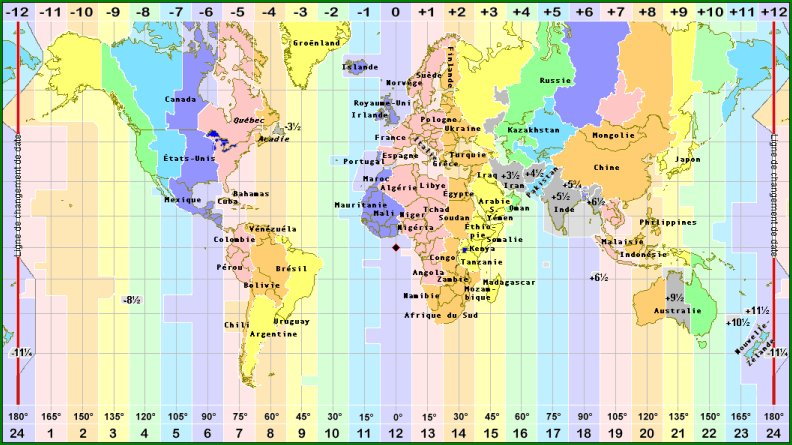 -12 -11 -10 -9 -8 -7 -6 -5 -4 -3 -2 -1 0 +1 +2 +3 +4 +5 +6 +7 +8 +9 +10 +11 +12
Groënland
Islande
Norvège
Suède
Finlande
Russie
Canada
Royaume-Uni
Irlande
Québec
-3½
Acadie
Pologne
Ukraine
Kazakhstan
Mongolie
France
Italie
États-Unis
Portugal
Espagne
Grèce
Turquie
Chine
Japon
Ligne de changement de date
Ligne de changement de date
Maroc
Algérie
Libye
Égypte
Iraq
+3½
Iran
+4½
Pakistan
+5¾
+5½
Inde
+6½
Mexique
Cuba
Bahamas
Mauritanie
Mali
Niger
Tchad
Soudan
Arabie
S.
Oman
Yémen
Nigéria
Éthio-
pie
Somalie
Philippines
Vénézuéla
Colombie
Kenya
Malaisie
Indonésie
Pérou
Brésil
Congo
Tanzanie
Bolivie
Angola
Zambie
Mozam-
bique
Madagascar
+6½
-8½
Namibie
+9½
Australie
+11½
+10½
Chili
Uruguay
Argentine
Afrique du Sud
Nouvelle-
Zélande
-11¼
-11¼
180° 165° 150° 135° 120° 105° 90° 75° 60° 45° 30° 15° 0° 15° 30° 45° 60° 75° 90° 105° 120° 135° 150° 165° 180°
24 1 2 3 4 5 6 7 8 9 10 11 12 13 14 15 16 17 18 19 20 21 22 23 24